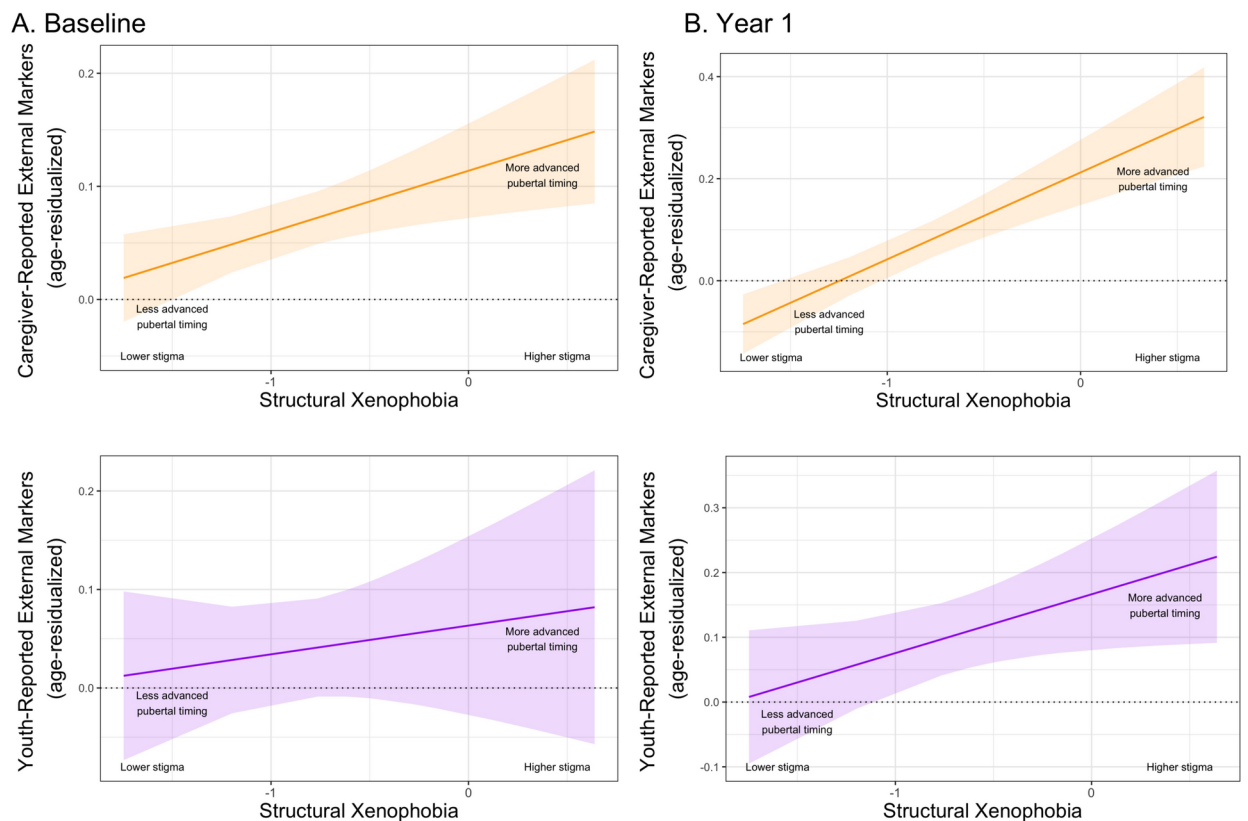 A. Baseline
Caregiver-Reported External Markers
(age-residualized)
0.2
0.1
0.0
More advanced
pubertal timing
Less advanced
pubertal timing
Lower stigma
Higher stigma
-1
0
Structural Xenophobia
B. Year 1
Caregiver-Reported External Markers
(age-residualized)
0.4
0.2
0.0
More advanced
pubertal timing
Less advanced
pubertal timing
Lower stigma
Higher stigma
-1
0
Structural Xenophobia
Youth-Reported External Markers
(age-residualized)
0.2
0.1
0.0
More advanced
pubertal timing
Less advanced
pubertal timing
Lower stigma
Higher stigma
-1
0
Structural Xenophobia
Youth-Reported External Markers
(age-residualized)
0.3
0.2
0.1
0.0
-0.1
More advanced
pubertal timing
Less advanced
pubertal timing
Lower stigma
Higher stigma
-1
0
Structural Xenophobia